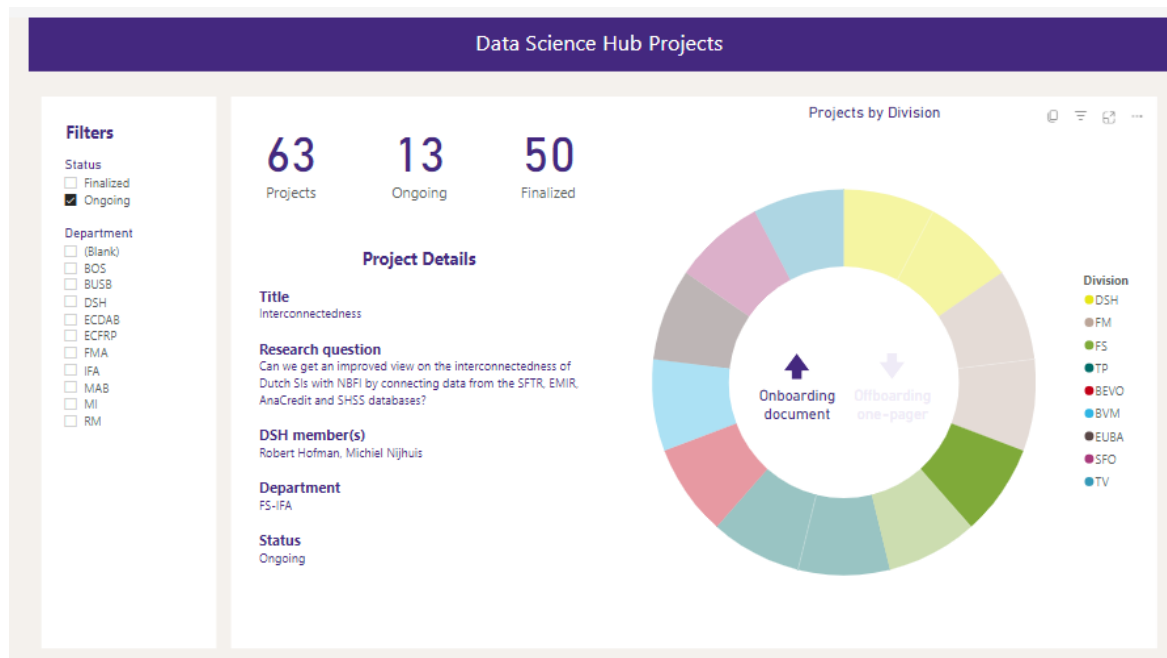 Data Science Hub Projects
Filters
Status
Finalized
Ongoing
Department
(Blank)
BOS
BUSB
DSH
ECDAB
ECFRP
FMA
IFA
MAB
MI
RM
63
Projects
13
Ongoing
50
Finalized
Project Details
Title
Interconnectedness
Research question
Can we get an improved view on the interconnectedness of
Dutch SIs with NBFI by connecting data from the SFTR, EMIR,
AnaCredit and SHSS databases?
DSH member(s)
Robert Hofman, Michiel Nijhuis
Department
FS-IFA
Status
Ongoing
Projects by Division
Onboarding
document
Offboarding
one-pager
Division
DSH
FM
FS
TP
BEVO
BVM
EUBA
SFO
TV